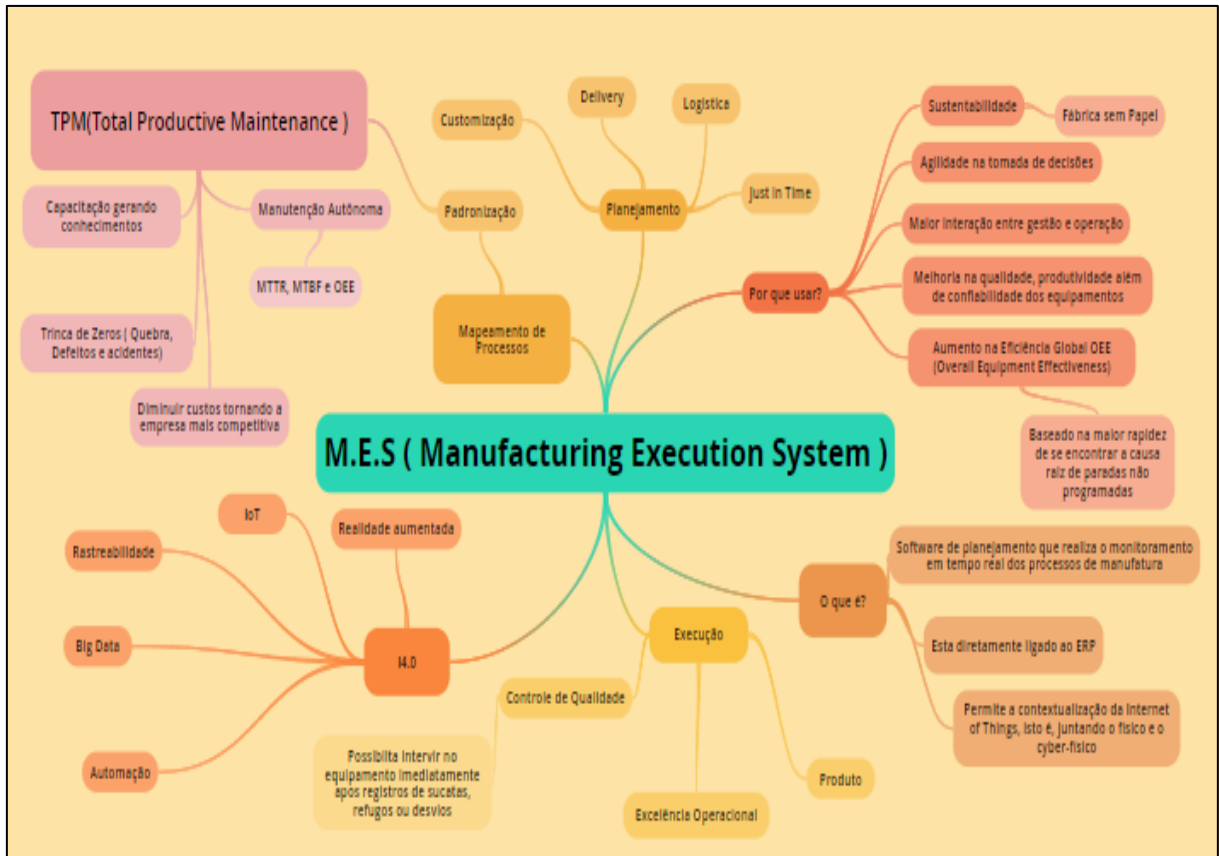 TPM(Total Productive Maintenance )
Capacitação gerando
conhecimentos
Manutenção Autônoma
MTTR, MTBF e OEE
Trinca de Zeros ( Quebra,
Defeitos e acidentes)
Diminuir custos tornando a
empresa mais competitiva
Padronização
Mapeamento de
Processos
Customização
Delivery
Logística
Just in Time
Planejamento
Por que usar?
Sustentabilidade
Fábrica sem Papel
Agilidade na tomada de decisões
Maior interação entre gestão e operação
Melhoria na qualidade, produtividade além
de confiabilidade dos equipamentos
Aumento na Eficiência Global OEE
(Overall Equipment Effectiveness)
Baseado na maior rapidez
de se encontrar a causa
raiz de paradas não
programadas
M.E.S ( Manufacturing Execution System )
IoT
Realidade aumentada
Rastreabilidade
Big Data
I4.0
Automação
Execução
Controle de Qualidade
Possibilta intervir no
equipamento imediatamente
após registros de sucatas,
refugos ou desvios
Excelência Operacional
Produto
O que é?
Software de planejamento que realiza o monitoramento
em tempo real dos processos de manufatura
Esta diretamente ligado ao ERP
Permite a contextualização da Internet
of Things, isto é, juntando o físico e o
cyber-físico